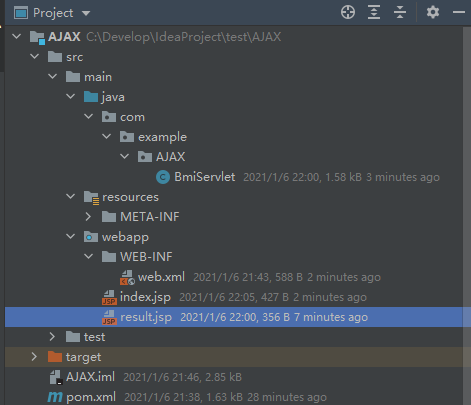 Project
AJAX C:\Develop\IdeaProject\test\AJAX
src
main
java
com
example
AJAX
BmiServlet 2021/1/6 22:00, 1.58 kB 3 minutes ago
resources
META-INF
webapp
WEB-INF
web.xml 2021/1/6 21:43, 588 B 2 minutes ago
index.jsp 2021/1/6 22:05, 427 B 2 minutes ago
result.jsp 2021/1/6 22:00, 356 B 7 minutes ago
test
target
AJAX.iml 2021/1/6 21:46, 2.85 kB
pom.xml 2021/1/6 21:38, 1.63 kB 28 minutes ago